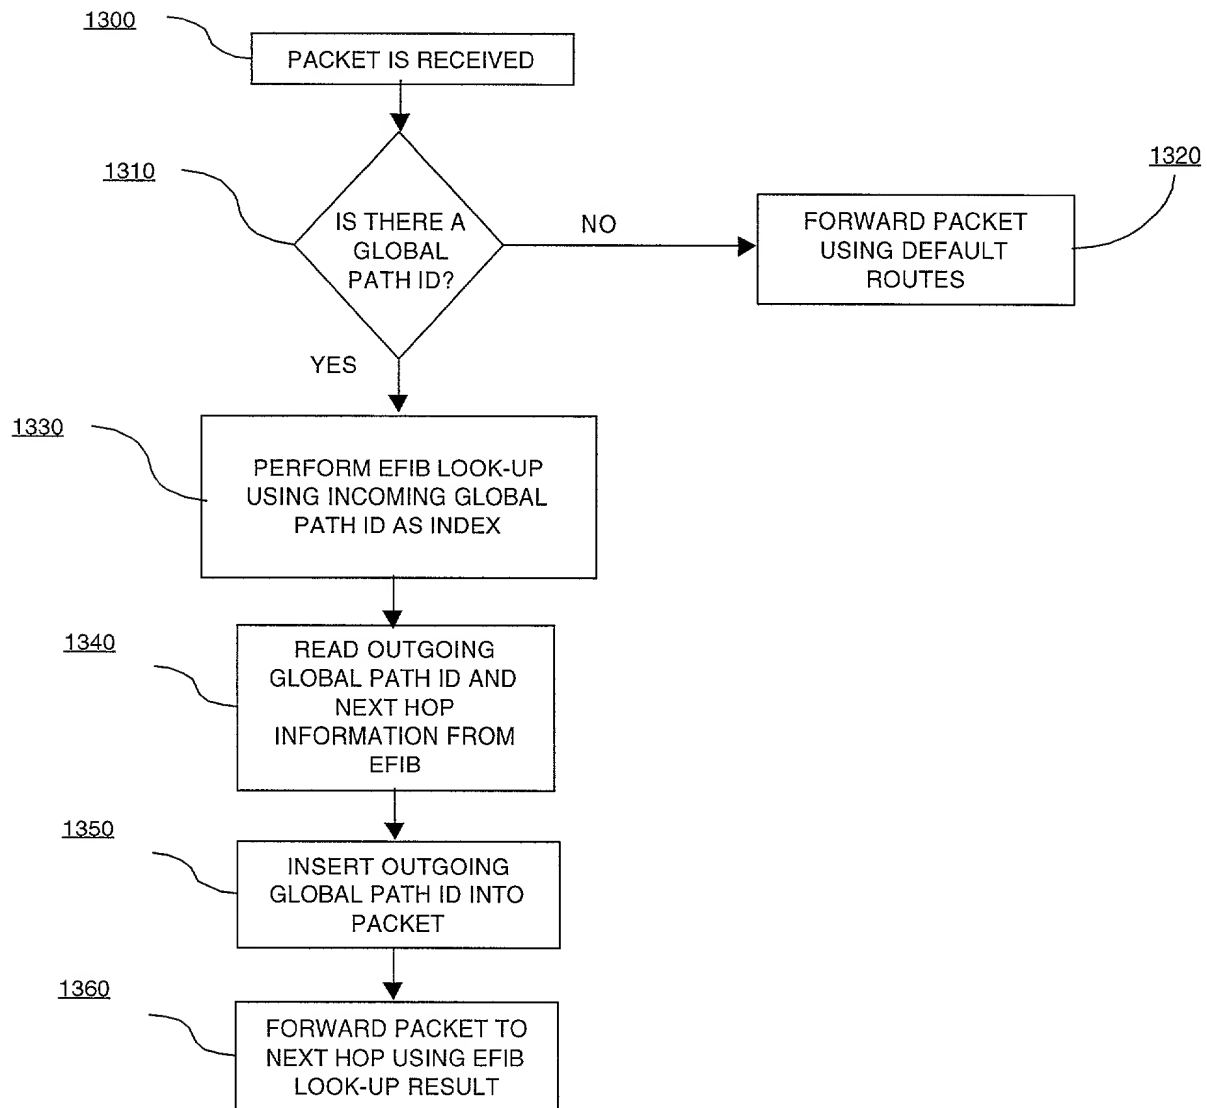 1300
PACKET IS RECEIVED
1310
IS THERE A
GLOBAL
PATH ID?
NO
1320
FORWARD PACKET
USING DEFAULT
ROUTES
YES
1330
PERFORM EFIB LOOK-UP
USING INCOMING GLOBAL
PATH ID AS INDEX
1340
READ OUTGOING
GLOBAL PATH ID AND
NEXT HOP
INFORMATION FROM
EFIB
1350
INSERT OUTGOING
GLOBAL PATH ID INTO
PACKET
1360
FORWARD PACKET TO
NEXT HOP USING EFIB
LOOK-UP RESULT